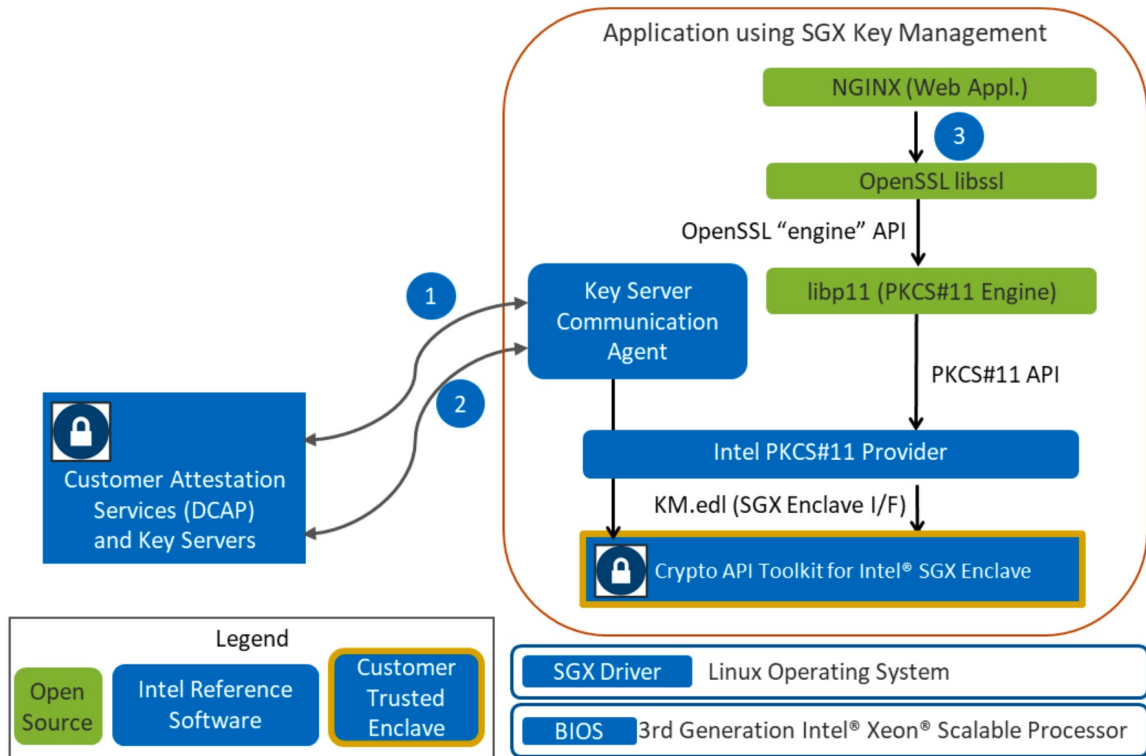 Application using SGX Key Management
NGINX (Web Appl.)
3
OpenSSL libssl
OpenSSL “engine” API
libp11 (PKCS#11 Engine)
1
Key Server
Communication
Agent
PKCS#11 API
2
Intel PKCS#11 Provider
Customer Attestation
Services (DCAP)
and Key Servers
KM.edl (SGX Enclave I/F)
Crypto API Toolkit for Intel® SGX Enclave
Legend
Open
Source
Intel Reference
Software
Customer
Trusted
Enclave
SGX Driver
Linux Operating System
BIOS
3rd Generation Intel® Xeon® Scalable Processor